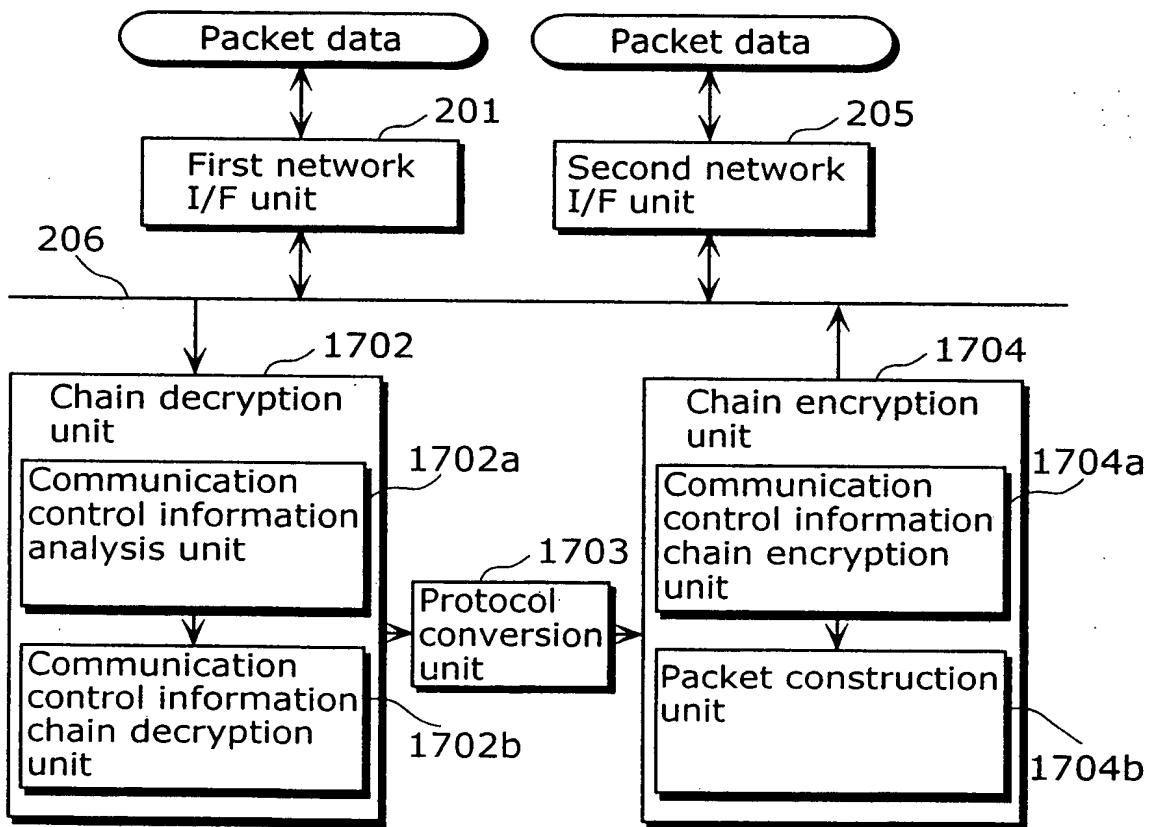 Packet data
Packet data
201
205
First network
I/F unit
Second network
I/F unit
206
1702
1704
Chain decryption
unit
Chain encryption
unit
1702a
1704a
Communication
control information
analysis unit
Communication
control information
chain encryption
unit
1703
Protocol
conversion
unit
Communication
control information
chain decryption
unit
Packet construction
unit
1702b
1704b